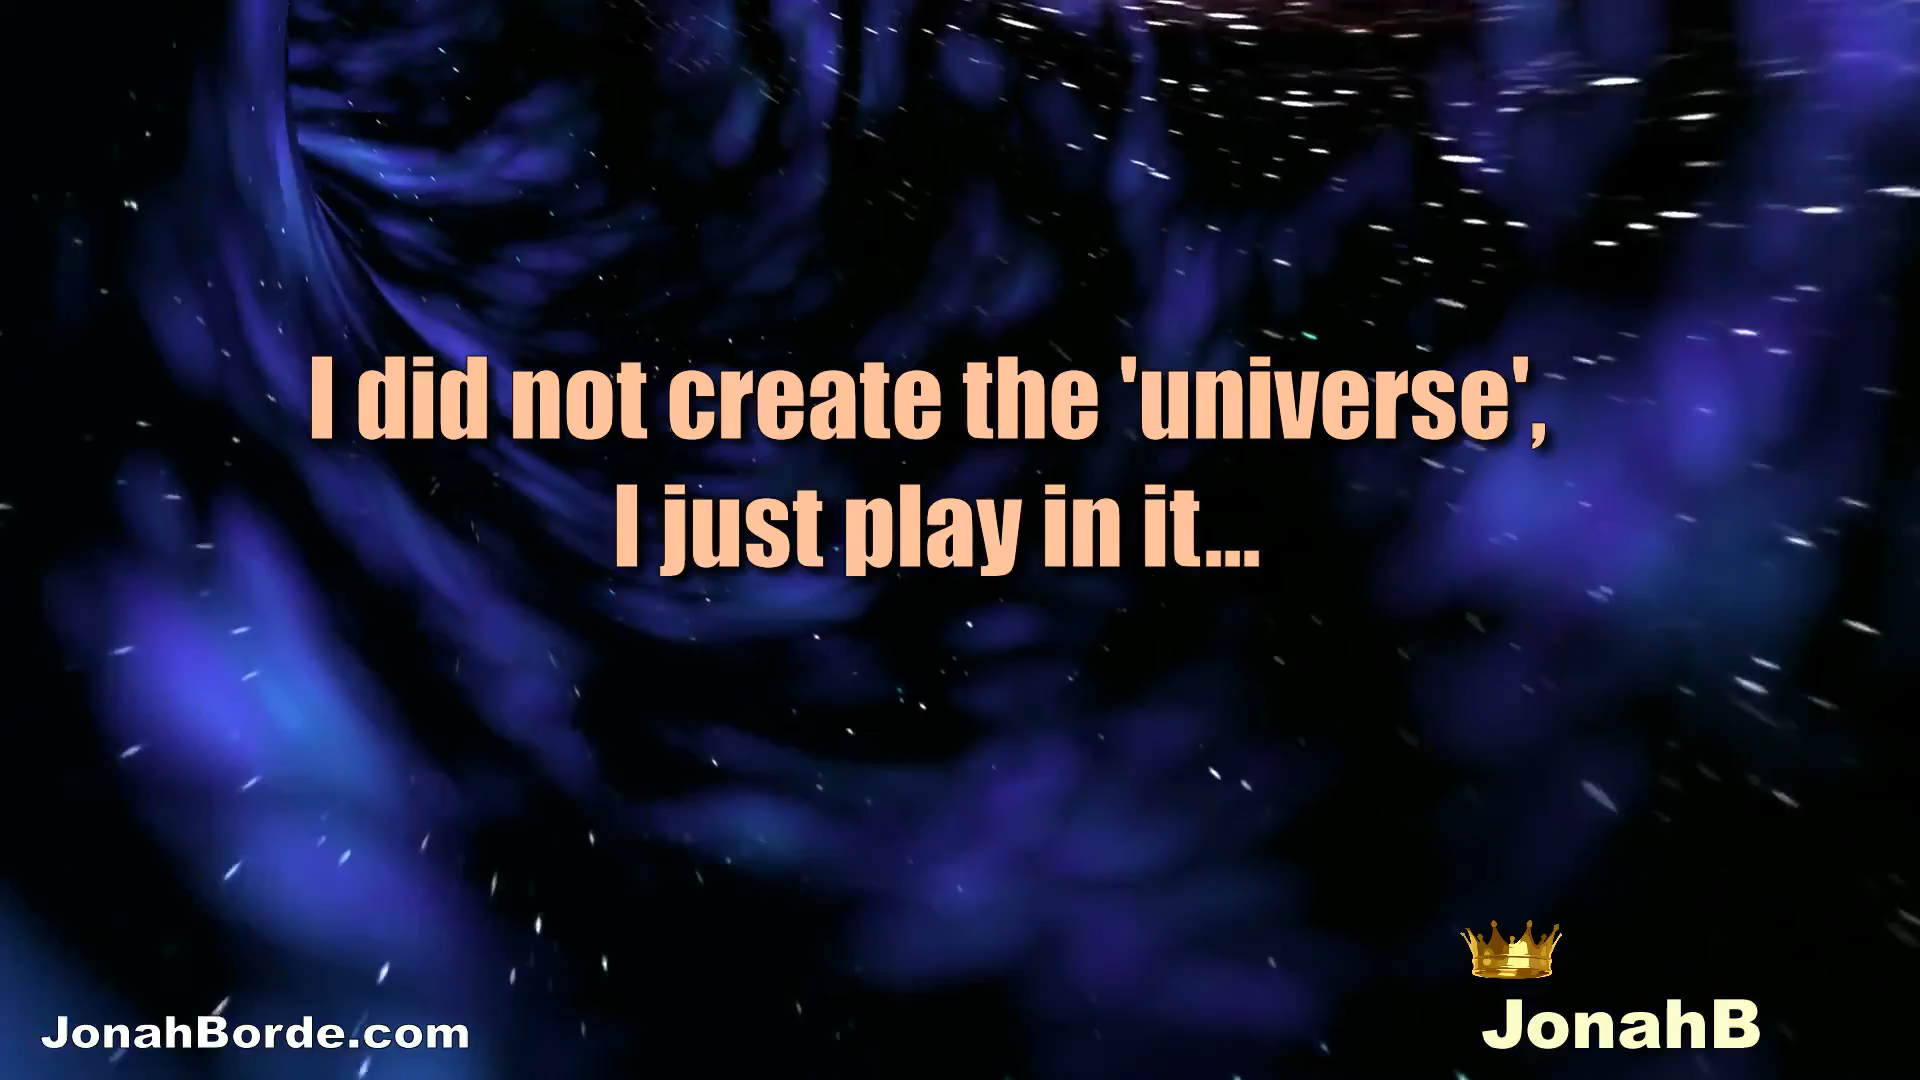 I did not create the 'universe',
I just play in it...
JonahBorde.com
JonahB